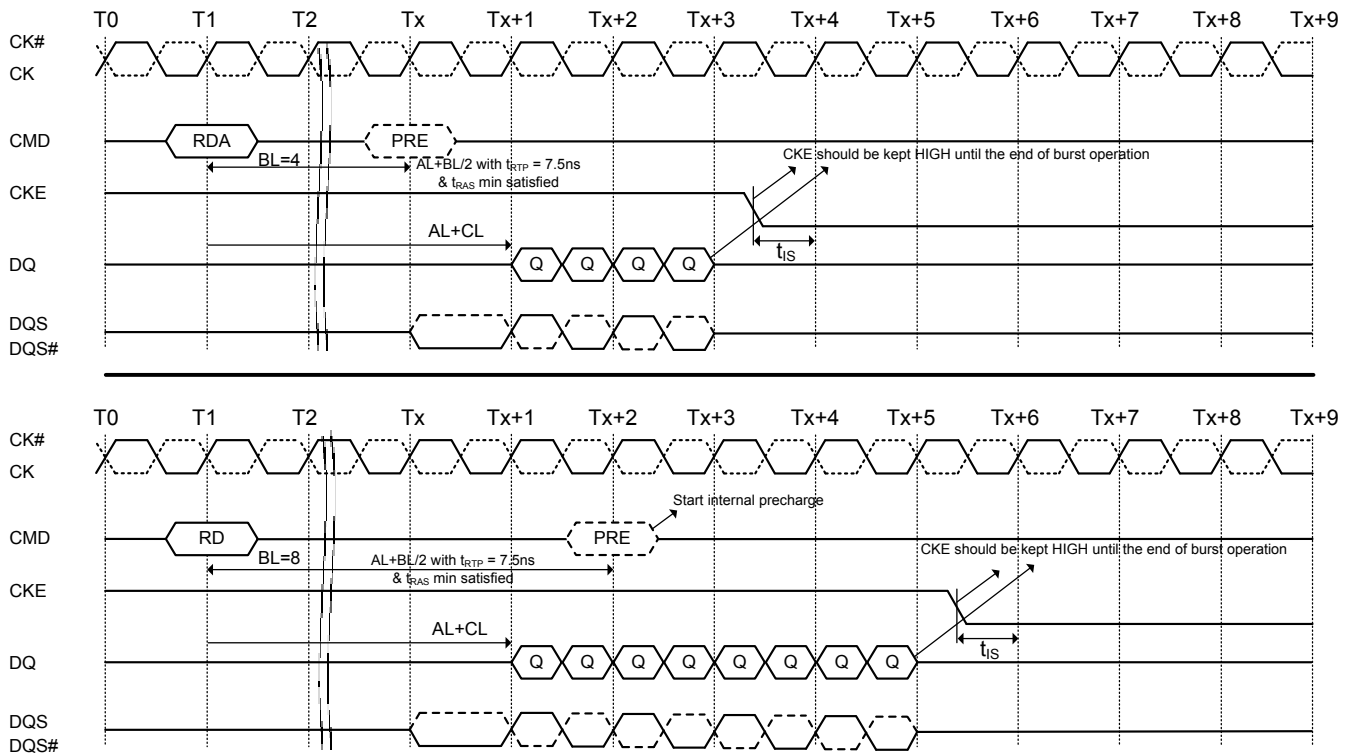 T0 T1 T2 Tx Tx+1 Tx+2 Tx+3 Tx+4 Tx+5 Tx+6 Tx+7 Tx+8 Tx+9
CK#
CK
CMD RDA PRE
BL=4 AL+BL/2 with tRTP = 7.5ns
& tRAS min satisfied
CKE should be kept HIGH until the end of burst operation
CKE
AL+CL
tIS
DQ Q Q Q Q
DQS
DQS#
T0 T1 T2 Tx Tx+1 Tx+2 Tx+3 Tx+4 Tx+5 Tx+6 Tx+7 Tx+8 Tx+9
CK#
CK
Start internal precharge
CMD RD PRE
CKE should be kept HIGH until the end of burst operation
BL=8 AL+BL/2 with tRTP = 7.5ns
& tRAS min satisfied
CKE
AL+CL
tIS
DQ Q Q Q Q Q Q Q Q
DQS
DQS#